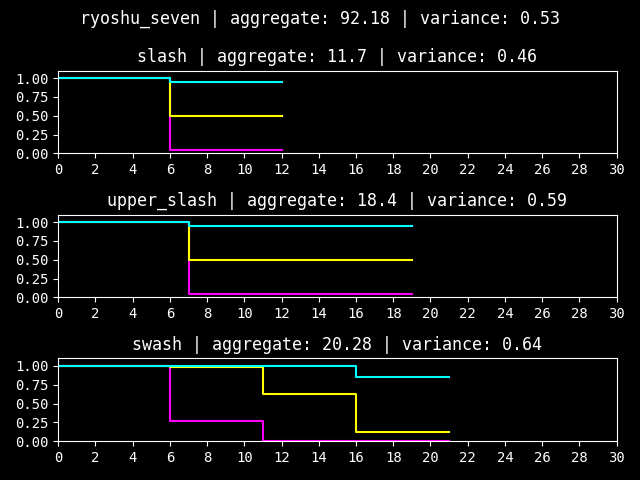 ryoshu_seven | aggregate: 92.18 | variance: 0.53
slash | aggregate: 11.7 | variance: 0.46
1.00
0.75
0.50
0.25
0.00
0 2 4 6 8 10 12 14 16 18 20 22 24 26 28 30
upper_slash | aggregate: 18.4 | variance: 0.59
1.00
0.75
0.50
0.25
0.00
0 2 4 6 8 10 12 14 16 18 20 22 24 26 28 30
swash | aggregate: 20.28 | variance: 0.64
1.00
0.75
0.50
0.25
0.00
0 2 4 6 8 10 12 14 16 18 20 22 24 26 28 30